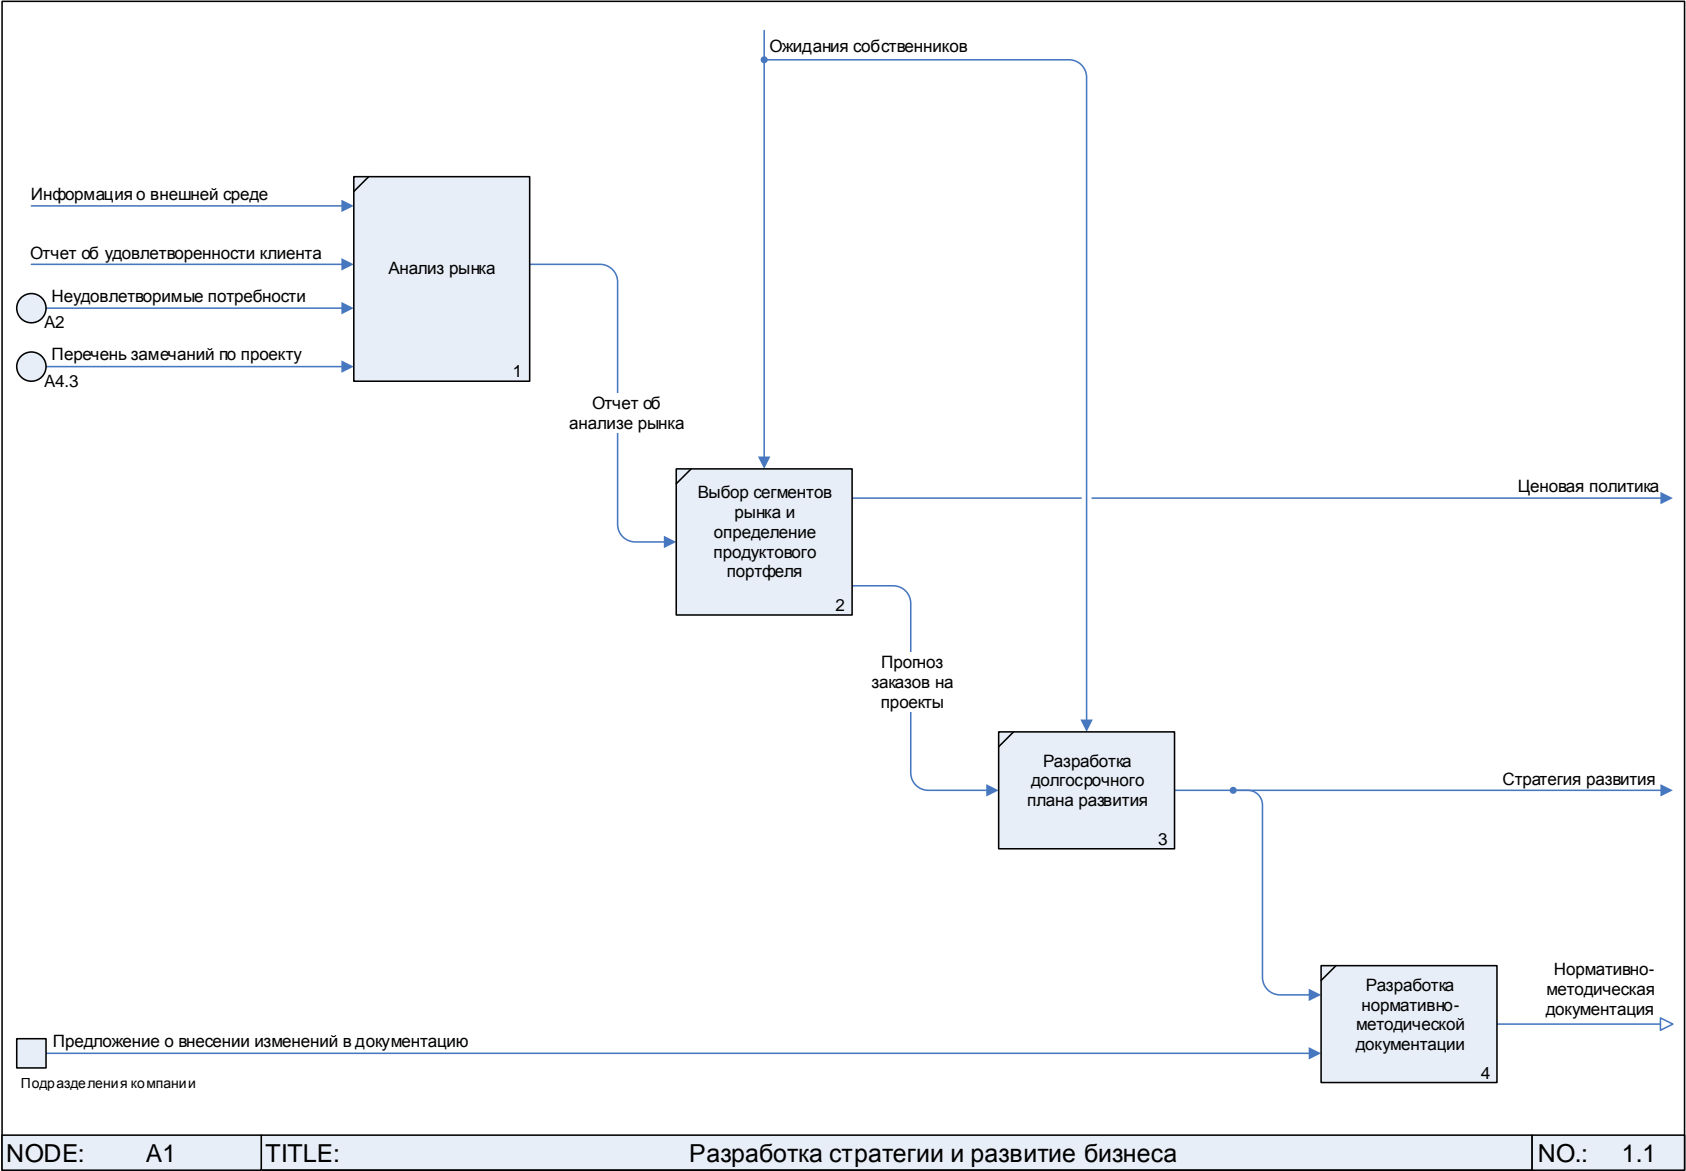 Ожидания собственников
Информация о внешней среде
Отчет об удовлетворенности клиента
Неудовлетворимые потребности
A2
Перечень замечаний по проекту
A4.3
Анализ рынка
1
Отчет об
анализе рынка
Выбор сегментов
рынка и
определение
продуктового
портфеля
2
Ценовая политика
Прогноз
заказов на
проекты
Разработка
долгосрочного
плана развития
3
Стратегия развития
Разработка
нормативно-
методической
документации
4
Нормативно-
методическая
документация
Предложение о внесении изменений в документацию
Подразделения компании
NODE: A1 TITLE: Разработка стратегии и развитие бизнеса NO.: 1.1